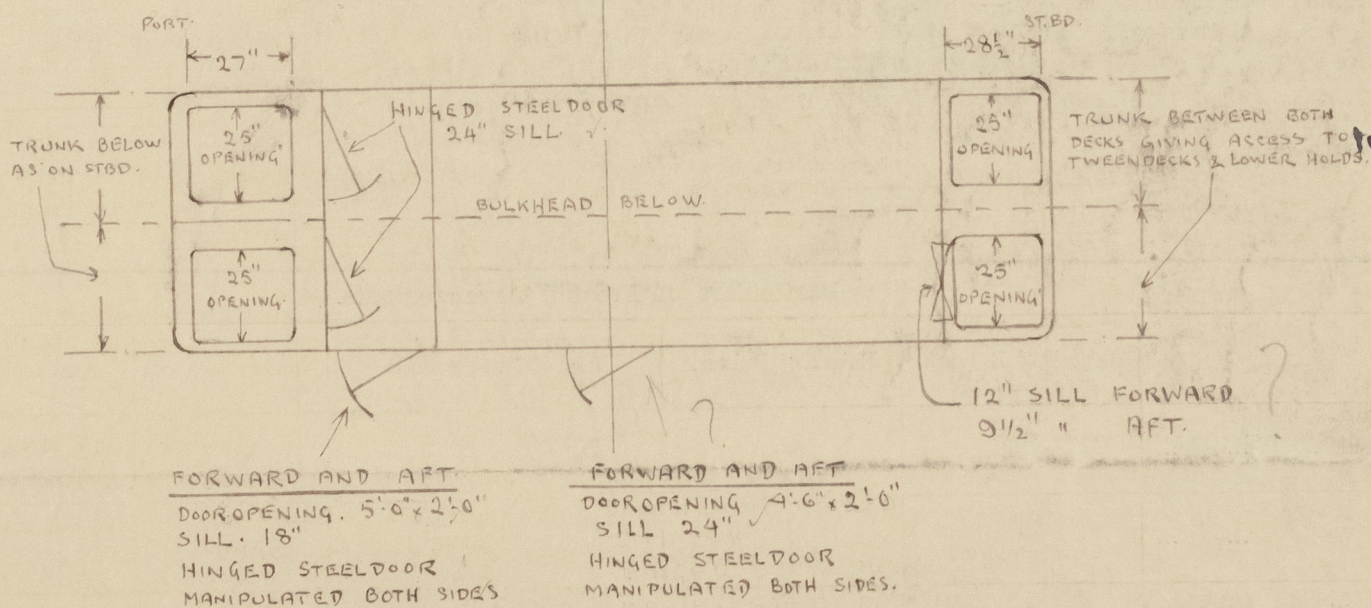 PORT.
ST.BD.
27"
28½"
HINGED STEELDOOR
24" SILL
25"
OPENING
25"
OPENING
TRUNK BELOW
AS ON STBD.
TRUNK BETWEEN BOTH
DECKS GIVING ACCESS TO
TWEENDECKS & LOWER HOLDS.
BULKHEAD BELOW.
25"
OPENING
25"
OPENING
12" SILL FORWARD
9½" " AFT.
?
?
FORWARD AND AFT
DOOR OPENING. 5'-0" x 2'-0"
SILL. 18"
HINGED STEELDOOR
MANIPULATED BOTH SIDES
FORWARD AND AFT
DOOR OPENING 4'-6" x 2'-0"
SILL 24"
HINGED STEELDOOR
MANIPULATED BOTH SIDES.